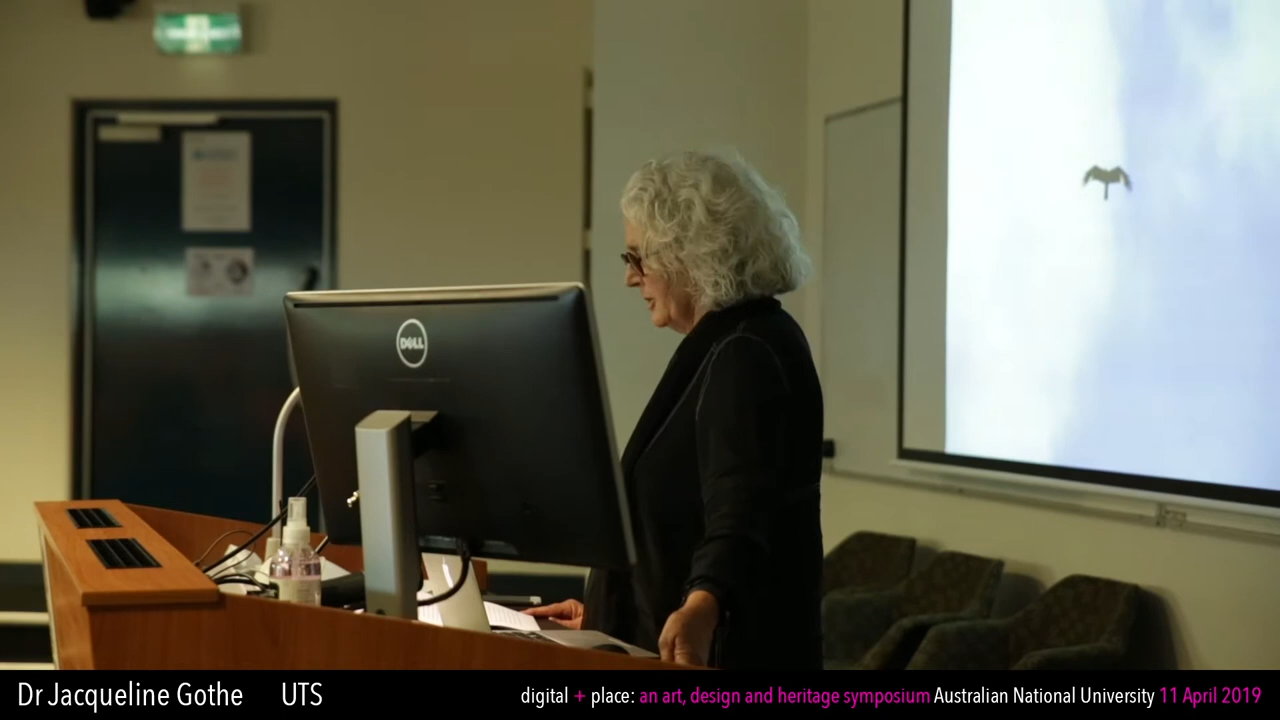 DELL
Dr Jacqueline Gothe UTS
digital + place: an art, design and heritage symposium Australian National University 11 April 2019